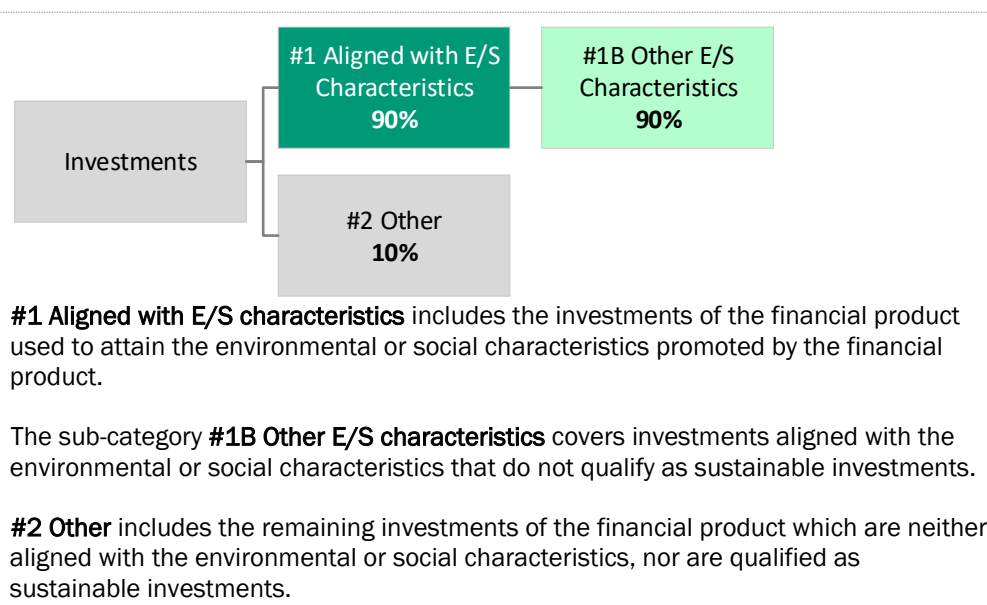 #1 Aligned with E/S
Characteristics
90%
#1B Other E/S
Characteristics
90%
Investments
#2 Other
10%
#1 Aligned with E/S characteristics includes the investments of the financial product
used to attain the environmental or social characteristics promoted by the financial
product.
The sub-category #1B Other E/S characteristics covers investments aligned with the
environmental or social characteristics that do not qualify as sustainable investments.
#2 Other includes the remaining investments of the financial product which are neither
aligned with the environmental or social characteristics, nor are qualified as
sustainable investments.